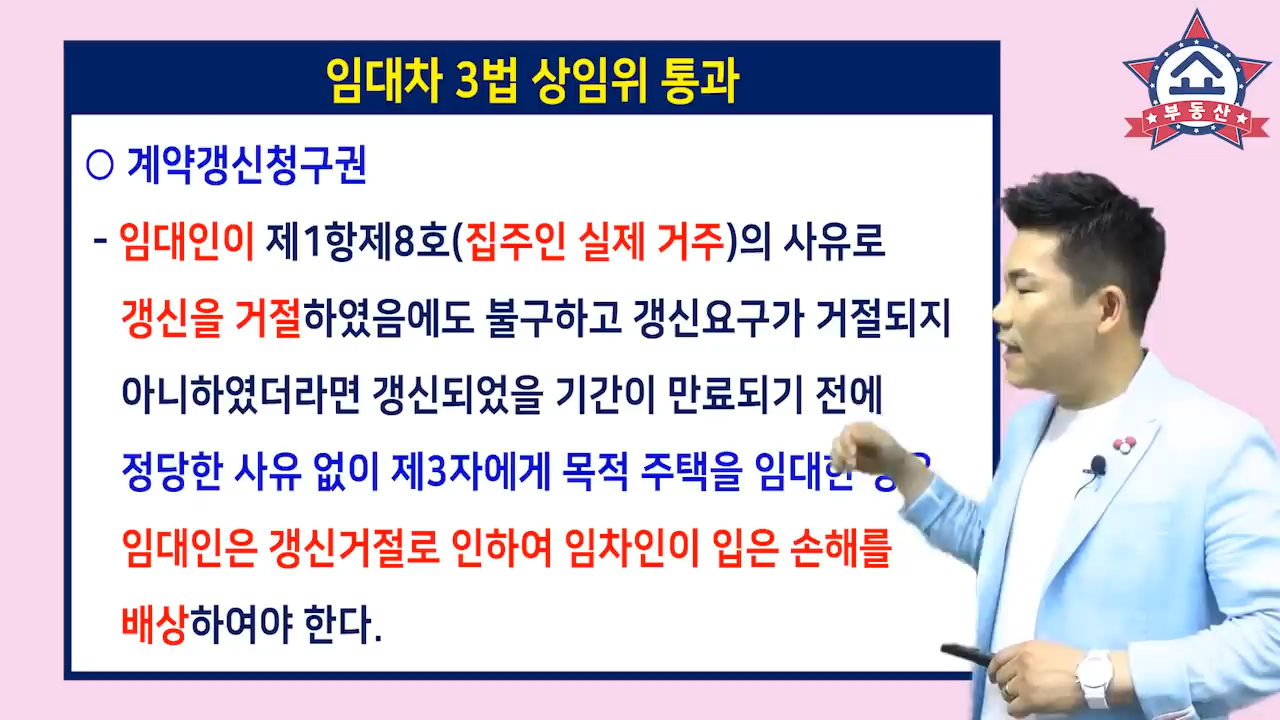 임대차 3법 상임위 통과
부동산
○ 계약갱신청구권
- 임대인이 제1항제8호(집주인 실제 거주)의 사유로
갱신을 거절하였음에도 불구하고 갱신요구가 거절되지
아니하였더라면 갱신되었을 기간이 만료되기 전에
정당한 사유 없이 제3자에게 목적 주택을 임대한
임대인은 갱신거절로 인하여 임차인이 입은 손해를
배상하여야 한다.